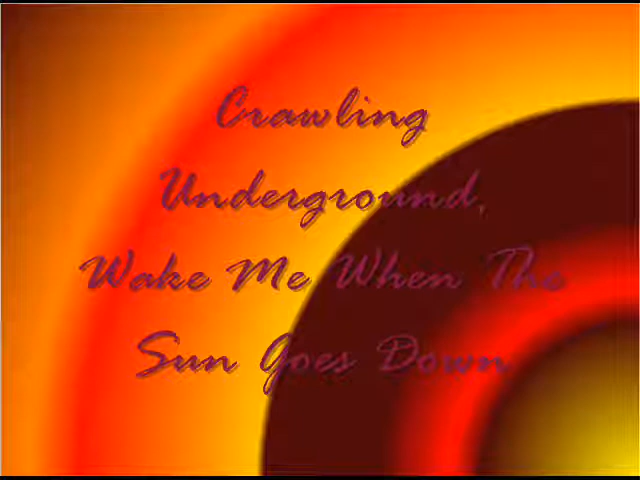 Crawling
Underground,
Wake Me When The
Sun Goes Down